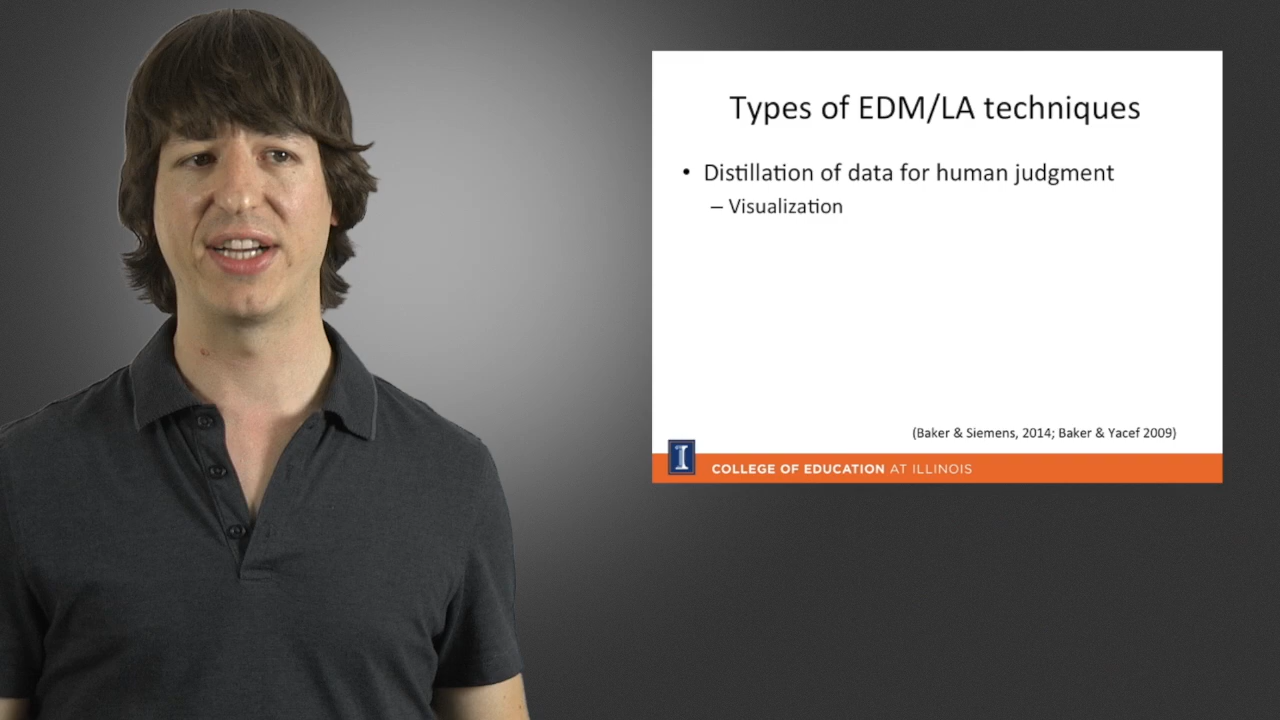 Types of EDM/LA techniques
• Distillation of data for human judgment
– Visualization
(Baker & Siemens, 2014; Baker & Yacef 2009)
I
COLLEGE OF EDUCATION AT ILLINOIS